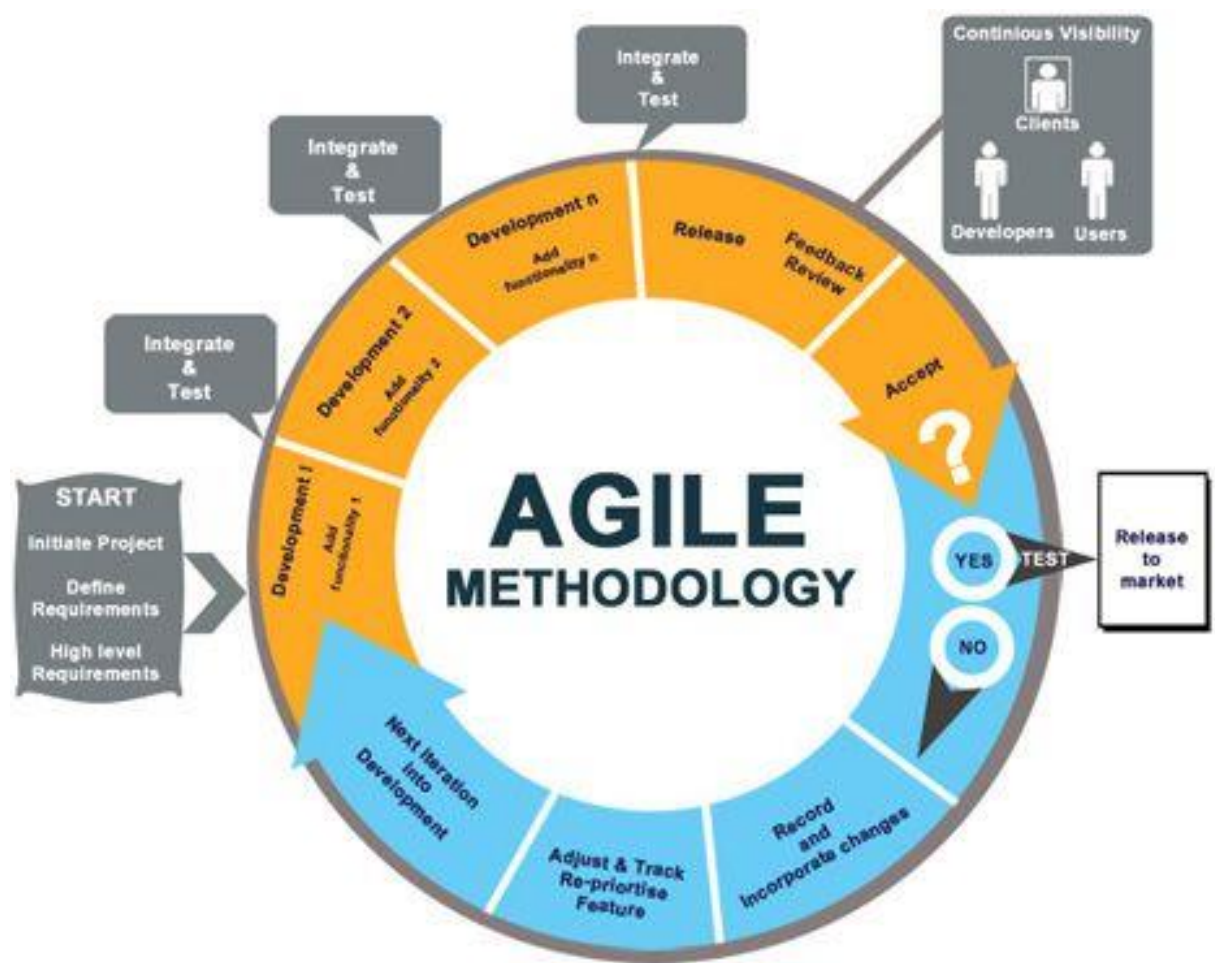 START
Initiate Project
Define
Requirements
High level
Requirements
Integrate
&
Test
Integrate
&
Test
Integrate
&
Test
Continious Visibility
Clients
Developers
Users
Development 1
Add
functionality 1
Development 2
Add
functionality 2
Development n
Add
functionality n
Release
Feedback
Review
Accept
?
YES
TEST
Release
to
market
NO
Record
and
Incorporate changes
Adjust & Track
Re-priortise
Feature
Next Iteration
into
Development
AGILE
METHODOLOGY